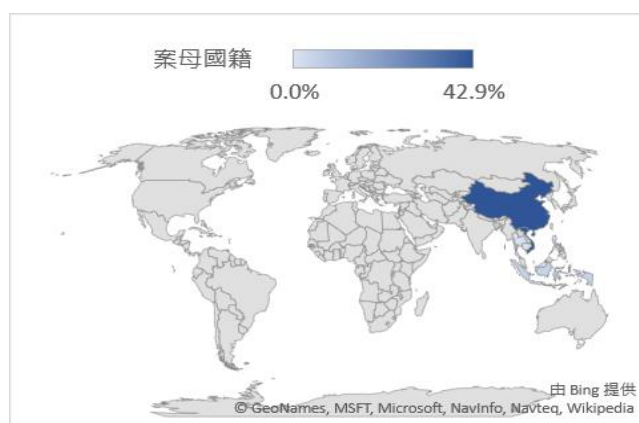 案母國籍
0.0% 42.9%
由 Bing 提供
© GeoNames, MSFT, Microsoft, NavInfo, Navteq, Wikipedia